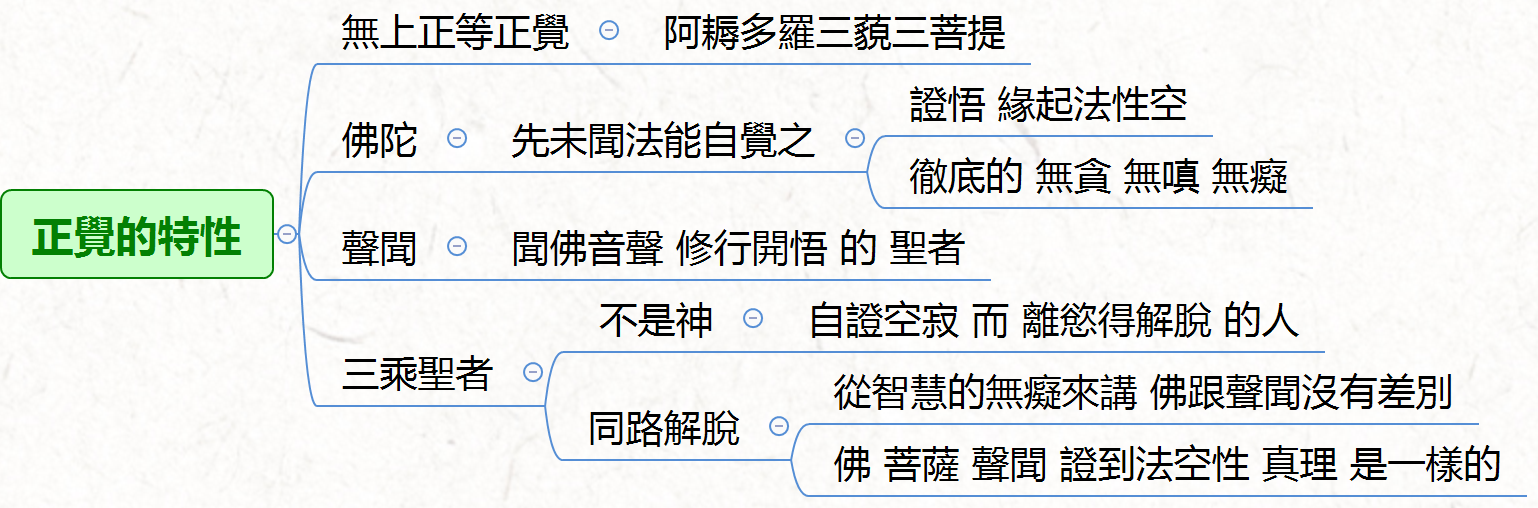 正覺的特性
無上正等正覺
阿耨多羅三藐三菩提
佛陀
先未聞法能自覺之
證悟 緣起法性空
徹底的 無貪 無嗔 無癡
聲聞
聞佛音聲 修行開悟 的 聖者
三乘聖者
不是神
自證空寂 而 離慾得解脫 的人
同路解脫
從智慧的無癡來講 佛跟聲聞沒有差別
佛 菩薩 聲聞 證到法空性 真理 是一樣的